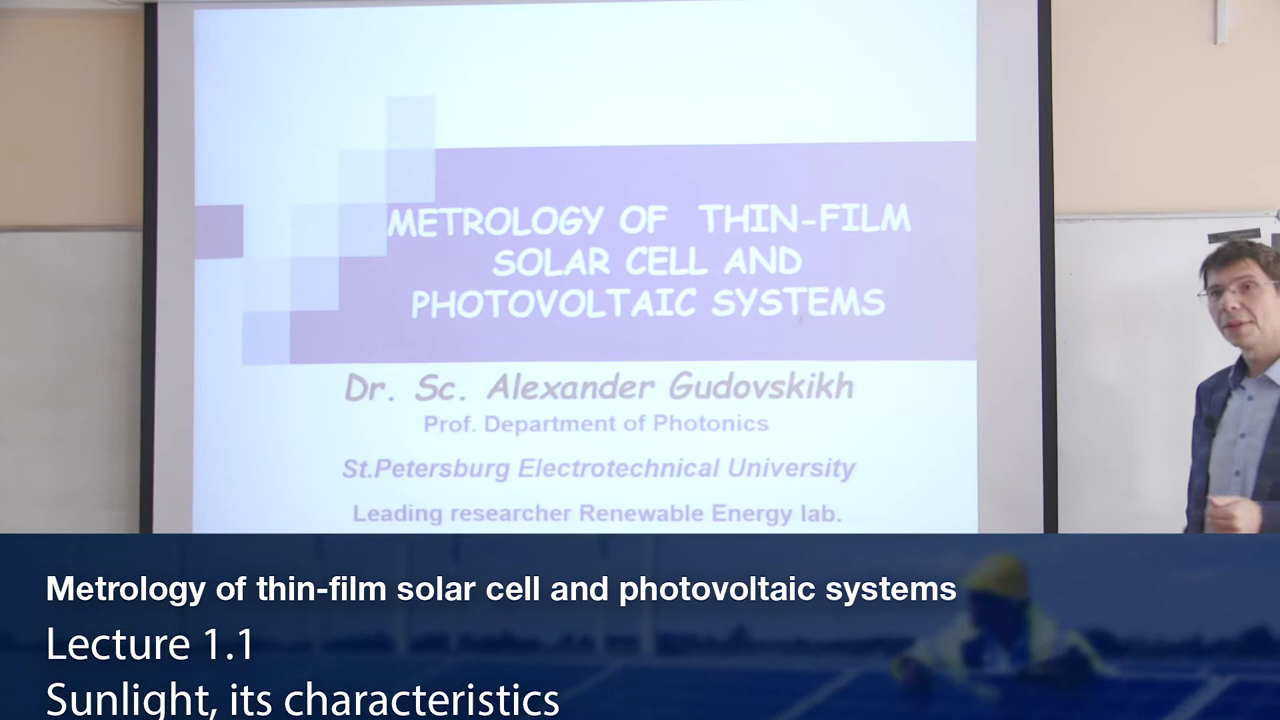 METROLOGY OF THIN-FILM
SOLAR CELL AND
PHOTOVOLTAIC SYSTEMS
Dr. Sc. Alexander Gudovskikh
Prof. Department of Photonics
St.Petersburg Electrotechnical University
Leading researcher Renewable Energy lab.
Metrology of thin-film solar cell and photovoltaic systems
Lecture 1.1
Sunlight, its characteristics